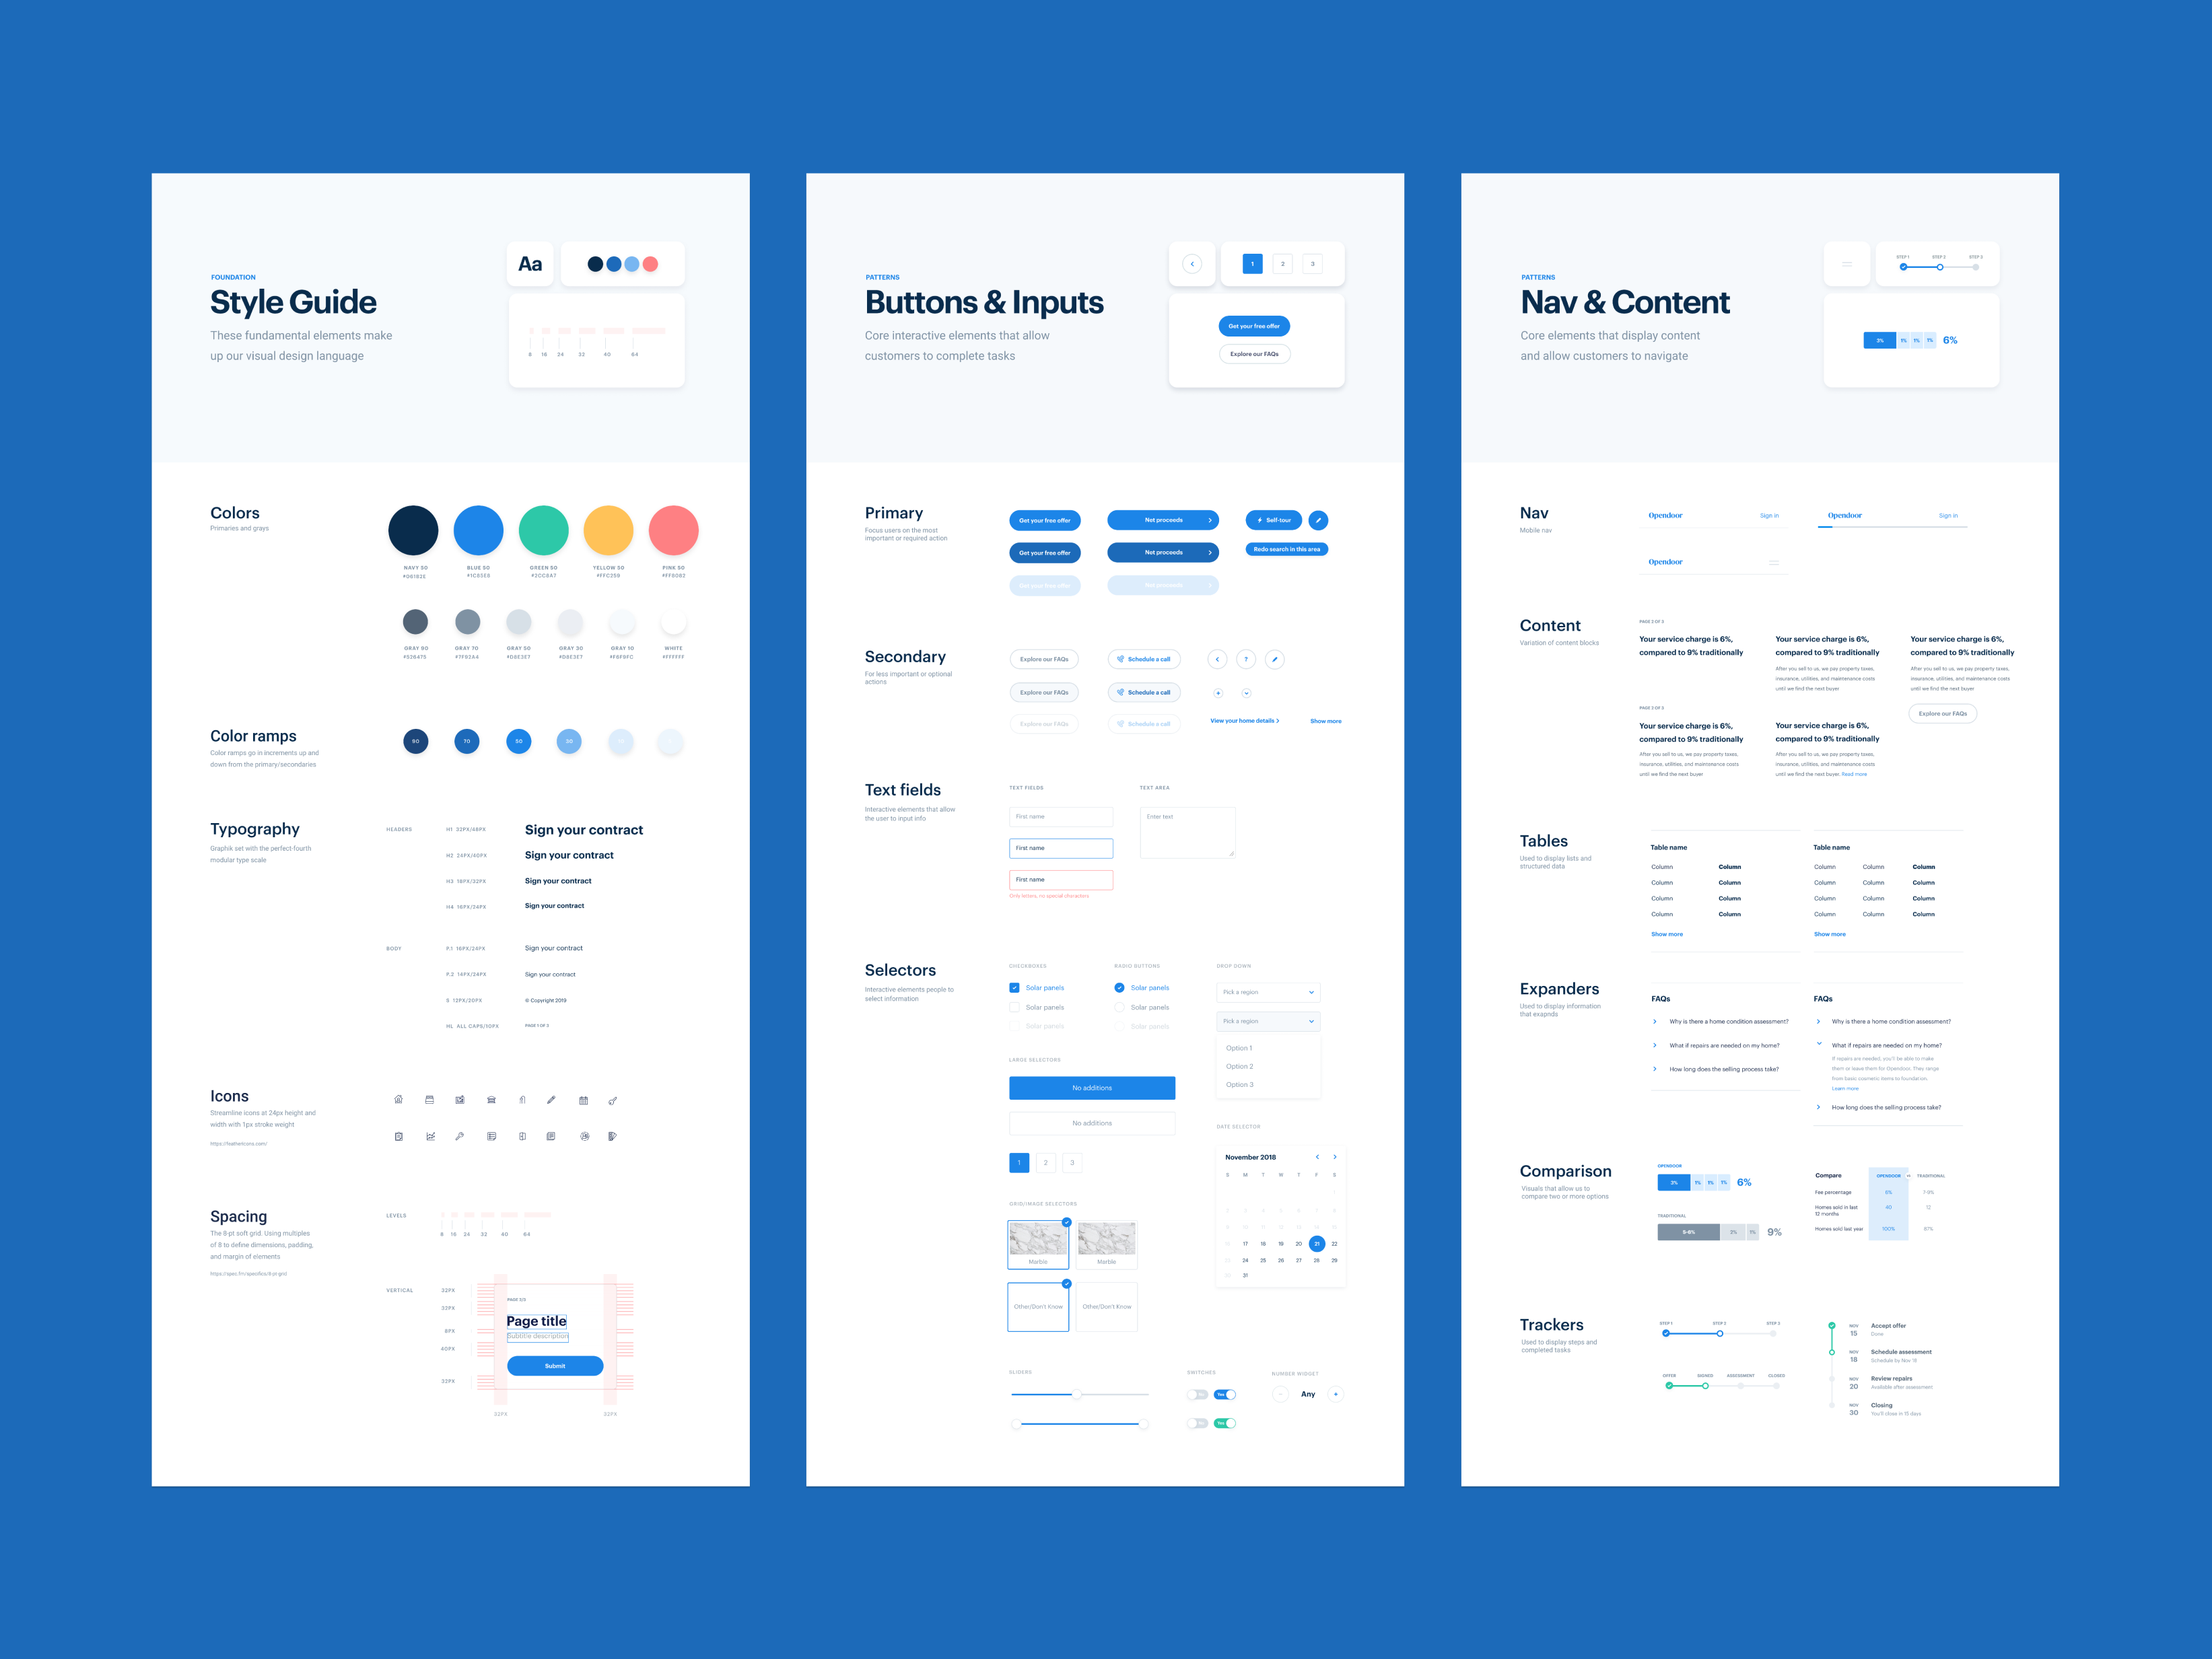 FOUNDATION
Style Guide
These fundamental elements make
up our visual design language
Aa
8 16 24 32 40 64
Colors
Primaries and grays
NAVY 50 BLUE 50 GREEN 50 YELLOW 50 PINK 50
#1C85E8 #2CC8A7 #FFC259 #FF8082
GRAY 90 GRAY 70 GRAY 50 GRAY 30 GRAY 10 WHITE
#526475 #7F92A4 #D8E3E7 #D8E3E7 #F6F9FC #FFFFFF
Color ramps
Color ramps go in increments up and
down from the primary/secondaries
90 70 50 30
Typography
Graphik set with the perfect-fourth
modular type scale
HEADERS
H1 32PX/48PX Sign your contract
H2 24PX/40PX Sign your contract
H3 18PX/32PX Sign your contract
H4 16PX/24PX Sign your contract
BODY
P.1 16PX/24PX Sign your contract
P.2 14PX/24PX Sign your contract
S 12PX/20PX © Copyright 2019
HL ALL CAPS/10PX PAGE 1 OF 3
Icons
Streamline icons at 24px height and
width with 1px stroke weight
https://feathericons.com/
Spacing
The 8-pt soft grid. Using multiples
of 8 to define dimensions, padding,
and margin of elements
LEVELS
8 16 24 32 40 64
VERTICAL
32PX
32PX
8PX
40PX
32PX
Page title
Subtitle description
Submit
32PX 32PX
PATTERNS
Buttons & Inputs
Core interactive elements that allow
customers to complete tasks
1 2 3
Get your free offer
Explore our FAQs
Primary
Focus users on the most
important or required action
Get your free offer Net proceeds Self-tour
Get your free offer Net proceeds Redo search in this area
Get your free offer Net proceeds
Secondary
For less important or optional
actions
Explore our FAQs Schedule a call ?
Explore our FAQs Schedule a call
Explore our FAQs Schedule a call View your home details Show more
Text fields
Interactive elements that allow
the user to input info
TEXT FIELDS TEXT AREA
First name Enter text
First name
First name
Only letters, no special characters
Selectors
Interactive elements people to
select information
CHECKBOXES RADIO BUTTONS DROP DOWN
Solar panels Solar panels Pick a region
Solar panels Solar panels
Solar panels Solar panels Pick a region
Option 1
Option 2
Option 3
LARGE SELECTORS
No additions
No additions
1 2 3
DATE SELECTOR
November 2018
S M T W T F S
17 18 19 20 21 22
24 25 26 27 28 29
31
GRID/IMAGE SELECTORS
Marble Marble
Other/Don't Know Other/Don't Know
SLIDERS SWITCHES NUMBER WIDGET
Yes
Any
Yes
PATTERNS
Nav & Content
Core elements that display content
and allow customers to navigate
STEP 1 STEP 2 STEP 3
3% 1% 1% 1% 6%
Nav
Mobile nav
Opendoor Sign in Opendoor Sign in
Opendoor
Content
Variation of content blocks
PAGE 2 OF 3
Your service charge is 6, Your service charge is 6%, Your service charge is 6%,
compared to 9% traditionally compared to 9% traditionally compared to 9% traditionally
After you sell to us, we pay property taxes, After you sell to us, we pay property taxes,
insurance, utilities, and maintenance costs insurance, utilities, and maintenance costs
until we find the next buyer until we find the next buyer
Explore our FAQs
PAGE 2 OF 3
Your service charge is 6%, Your service charge is 6%,
compared to 9% traditionally compared to 9% traditionally
After you sell to us, we pay property taxes, After you sell to us, we pay property taxes,
insurance, utilities, and maintenance costs insurance, utilities, and maintenance costs
until we find the next buyer until we find the next buyer. Read more
Tables
Used to display lists and
structured data
Table name Table name
Column Column Column Column Column
Column Column Column Column Column
Column Column Column Column Column
Column Column Column Column Column
Show more Show more
Expanders
Used to display information
that exapnds
FAQs FAQs
Why is there a home condition assessment? Why is there a home condition assessment?
What if repairs are needed on my home? What if repairs are needed on my home?
If repairs are needed, you'll be able to make
them or leave them for Opendoor. They range
from basic cosmetic items to foundation.
Learn more
How long does the selling process take? How long does the selling process take?
Comparison
Visuals that allow us to
compare two or more options
OPENDOOR
3% 1% 1% 1% 6%
TRADITIONAL
5-6% 3% 1% 9%
Compare OPENDOOR TRADITIONAL
Fee percentage 6% 7-9%
Homes sold in last
12 months 40 12
Homes sold last year 100% 87%
Trackers
Used to display steps and
completed tasks
STEP 1 STEP 2 STEP 3
OFFER SIGNED ASSESSMENT CLOSED
NOV 15 Accept offer
Done
NOV 18 Schedule assessment
Schedule by Nov 18
NOV 20 Review repairs
Available after assessment
NOV 30 Closing
You'll close in 15 days